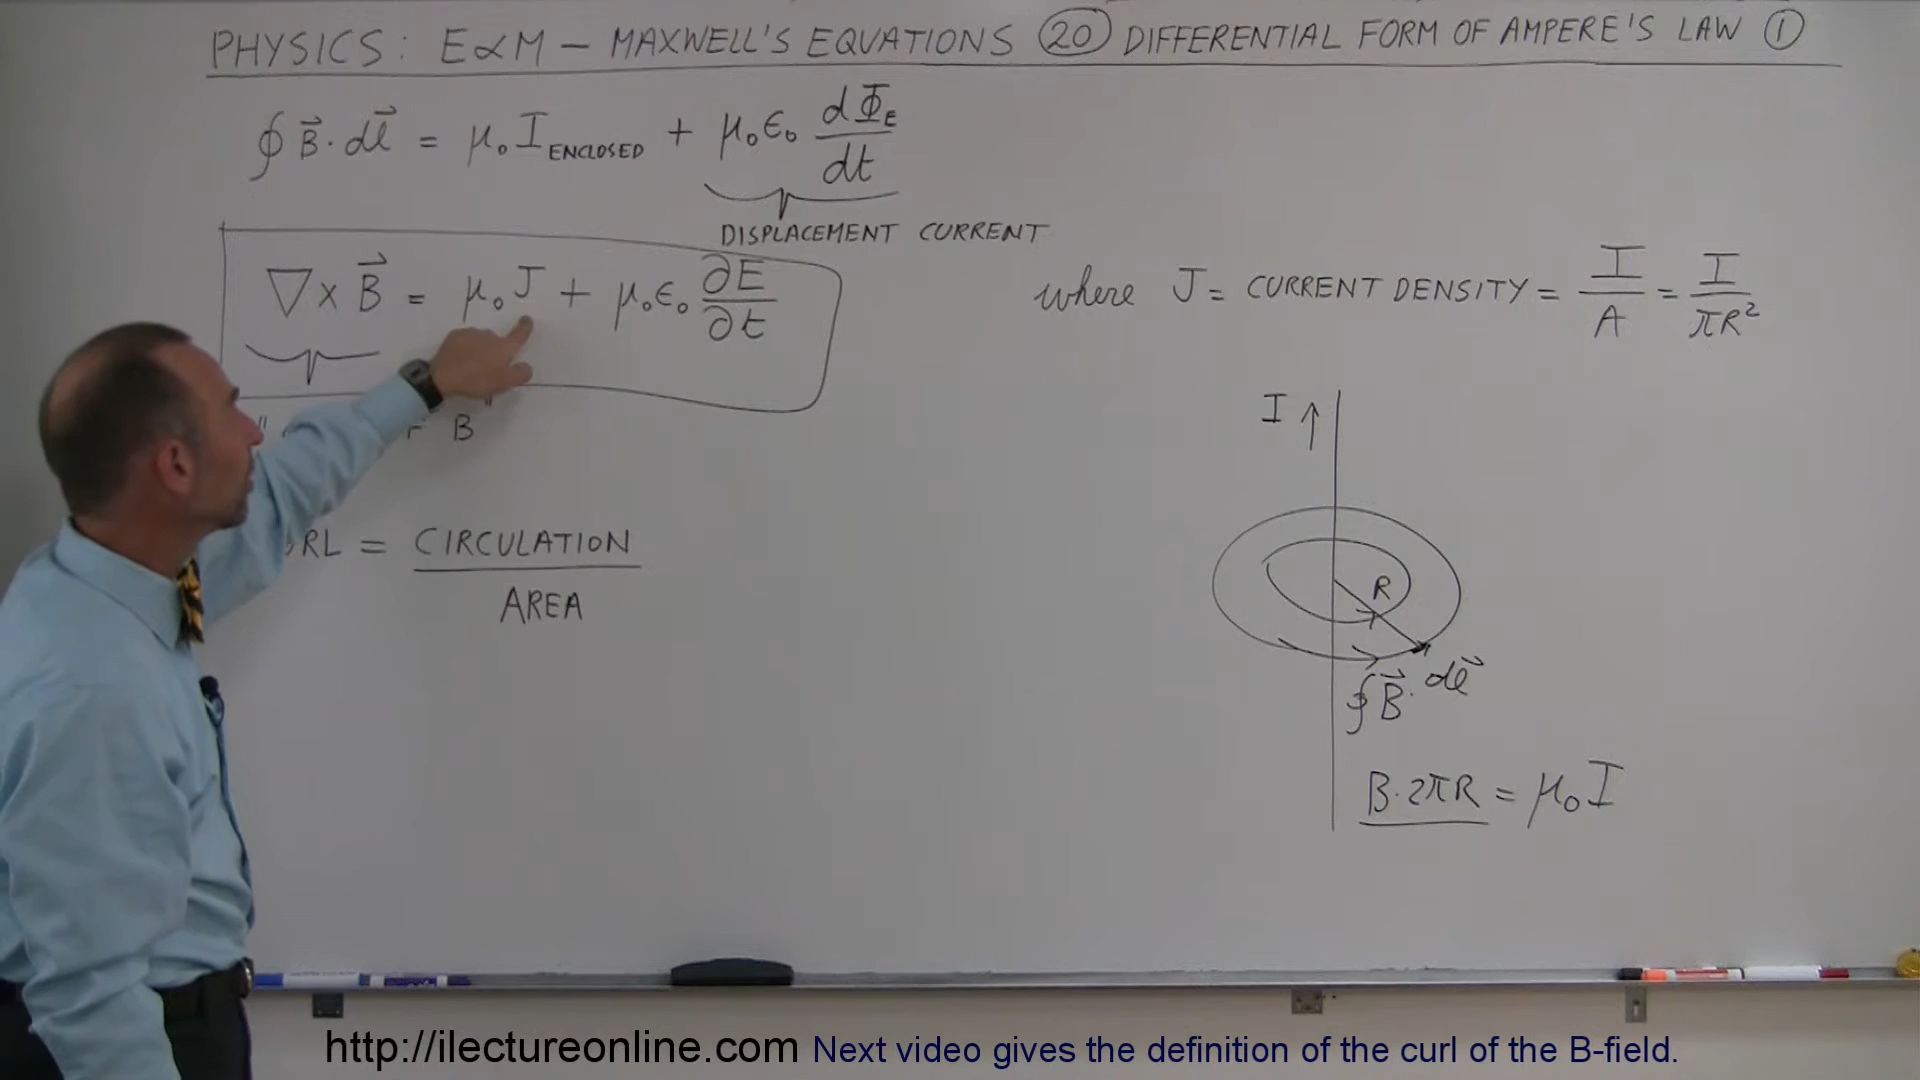 PHYSICS: E&M – MAXWELL'S EQUATIONS ⑳ DIFFERENTIAL FORM OF AMPERE'S LAW ①
∮ B⃗ · dℓ⃗ = μ₀ I ENCLOSED + μ₀ε₀ dΦE/dt
DISPLACEMENT CURRENT
∇ × B⃗ = μ₀J + μ₀ε₀ ∂E/∂t
where J = CURRENT DENSITY = I/A = I/πR²
B"
RL = CIRCULATION/AREA
I ↑
R
∮ B⃗ · dℓ⃗
B·2πR = μ₀I
http://ilectureonline.com Next video gives the definition of the curl of the B-field.